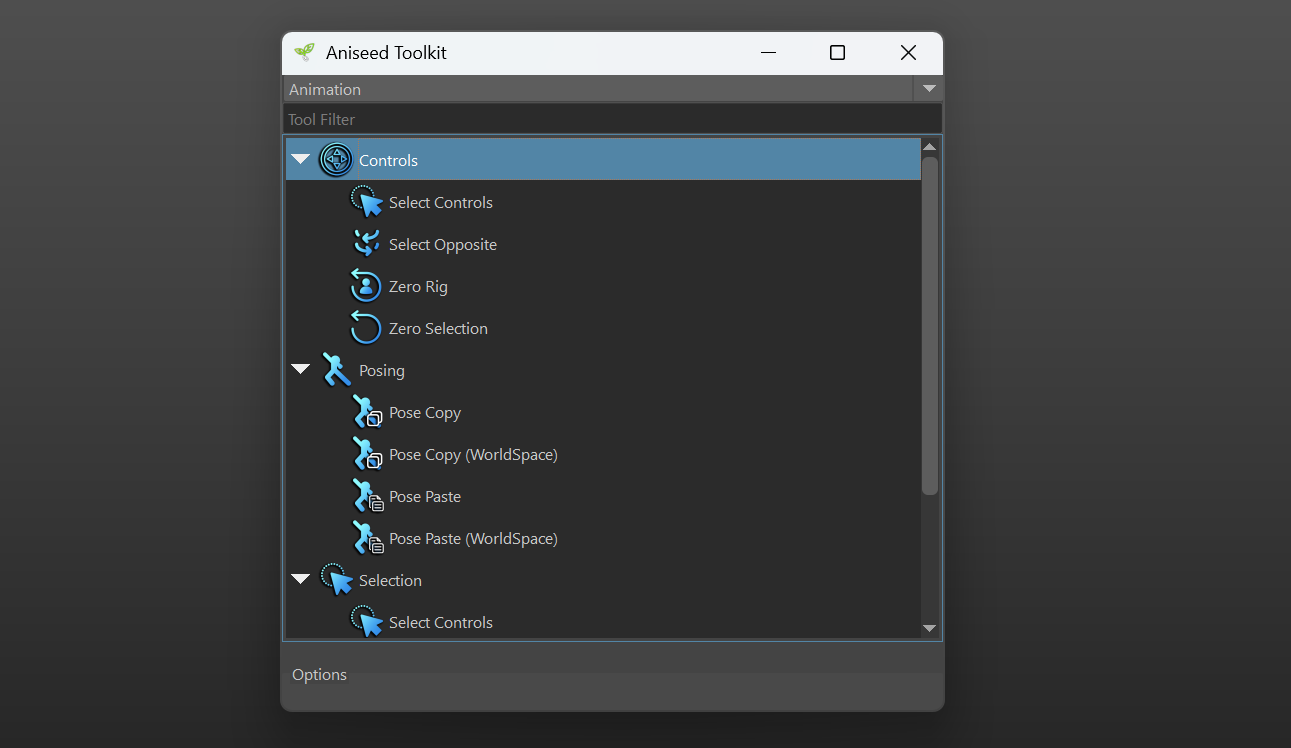 Aniseed Toolkit
Animation
Tool Filter
Controls
Select Controls
Select Opposite
Zero Rig
Zero Selection
Posing
Pose Copy
Pose Copy (WorldSpace)
Pose Paste
Pose Paste (WorldSpace)
Selection
Select Controls
Options